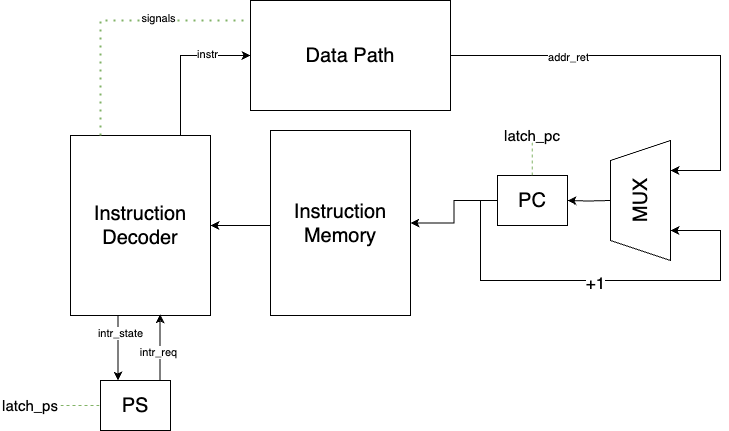 signals
instr
Data Path
addr_ret
latch_pc
Instruction
Decoder
Instruction
Memory
PC
MUX
+1
intr_state
intr_req
latch_ps
PS